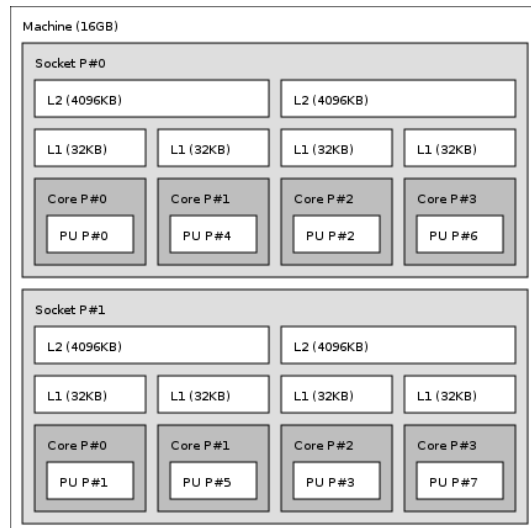 Machine (16GB)
Socket P#0
L2 (4096KB) L2 (4096KB)
L1 (32KB) L1 (32KB) L1 (32KB) L1 (32KB)
Core P#0 Core P#1 Core P#2 Core P#3
PU P#0 PU P#4 PU P#2 PU P#6
Socket P#1
L2 (4096KB) L2 (4096KB)
L1 (32KB) L1 (32KB) L1 (32KB) L1 (32KB)
Core P#0 Core P#1 Core P#2 Core P#3
PU P#1 PU P#5 PU P#3 PU P#7